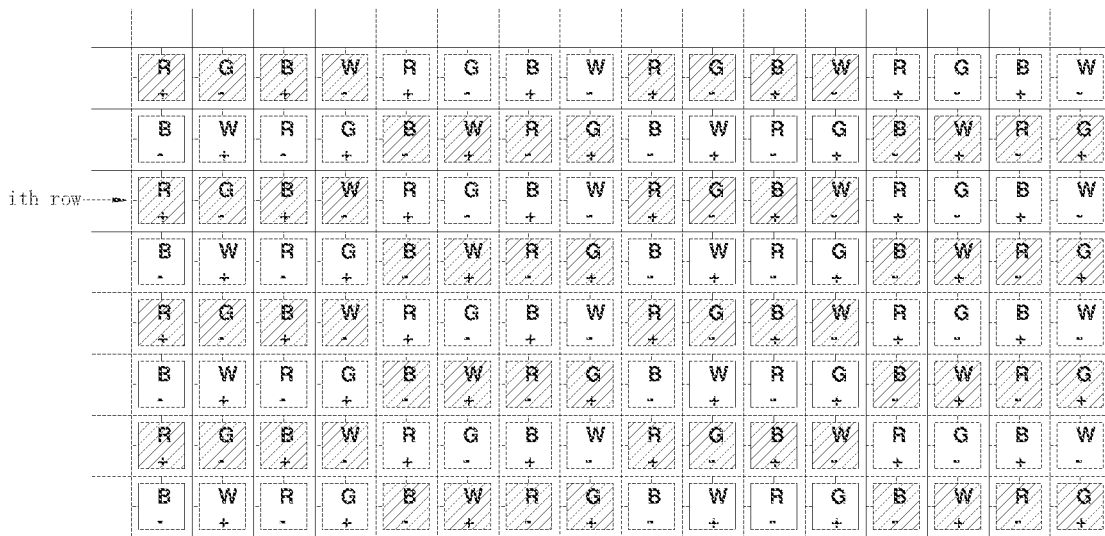 R G B W R G B W R G B W R G B W
+ - + - + - + - + - + - + - + -
B W R G B W R G B W R G B W R G
- + - + - + - + - + - + - + - +
ith row R G B W R G B W R G B W R G B W
+ - + - + - + - + - + - + - + -
B W R G B W R G B W R G B W R G
- + - + - + - + - + - + - + - +
R G B W R G B W R G B W R G B W
+ - + - + - + - + - + - + - + -
B W R G B W R G B W R G B W R G
- + - + - + - + - + - + - + - +
R G B W R G B W R G B W R G B W
+ - + - + - + - + - + - + - + -
B W R G B W R G B W R G B W R G
- + - + - + - + - + - + - + - +